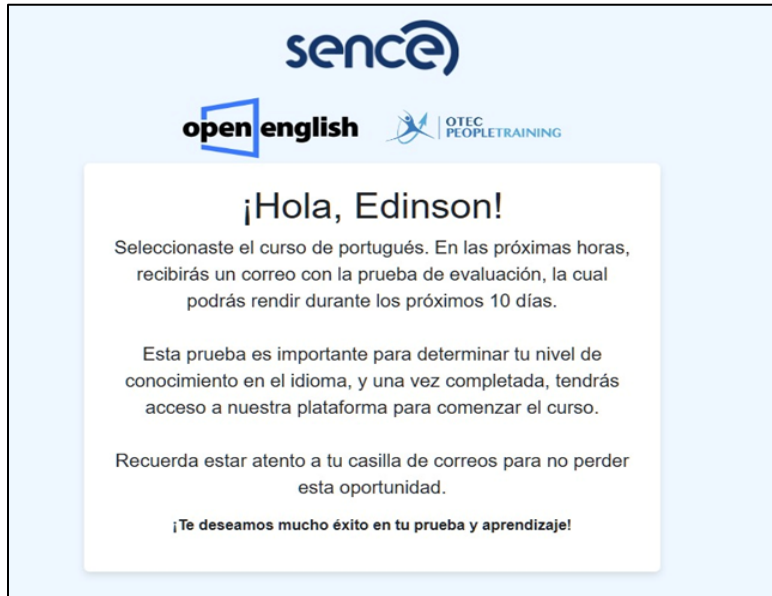 sence
open english
OTEC
PEOPLETRAINING
¡Hola, Edinson!
Seleccionaste el curso de portugués. En las próximas horas,
recibirás un correo con la prueba de evaluación, la cual
podrás rendir durante los próximos 10 días.
Esta prueba es importante para determinar tu nivel de
conocimiento en el idioma, y una vez completada, tendrás
acceso a nuestra plataforma para comenzar el curso.
Recuerda estar atento a tu casilla de correos para no perder
esta oportunidad.
¡Te deseamos mucho éxito en tu prueba y aprendizaje!